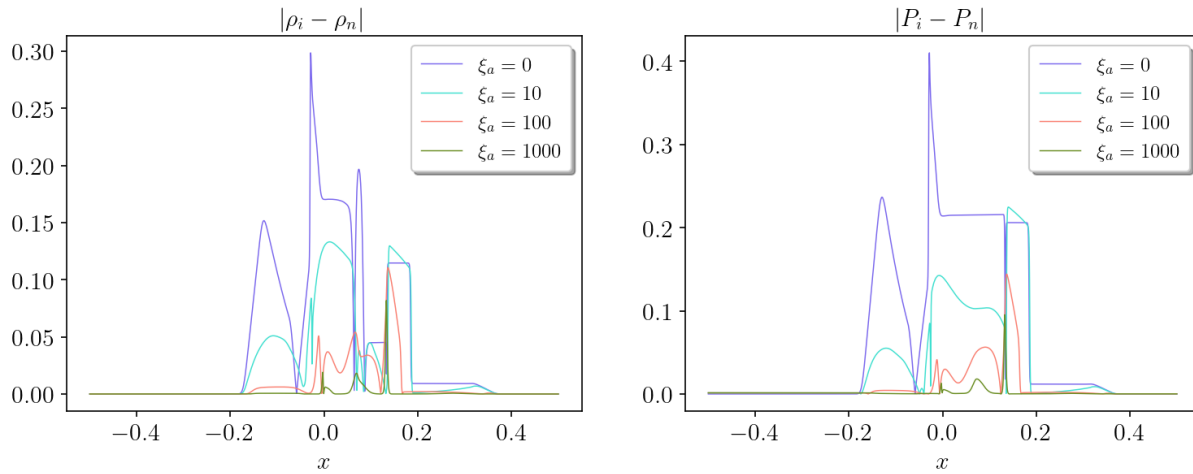 |ρ_i − ρ_n|
0.30
0.25
0.20
0.15
0.10
0.05
0.00
ξ_a = 0
ξ_a = 10
ξ_a = 100
ξ_a = 1000
−0.4 −0.2 0.0 0.2 0.4
x
|P_i − P_n|
0.4
0.3
0.2
0.1
0.0
ξ_a = 0
ξ_a = 10
ξ_a = 100
ξ_a = 1000
−0.4 −0.2 0.0 0.2 0.4
x